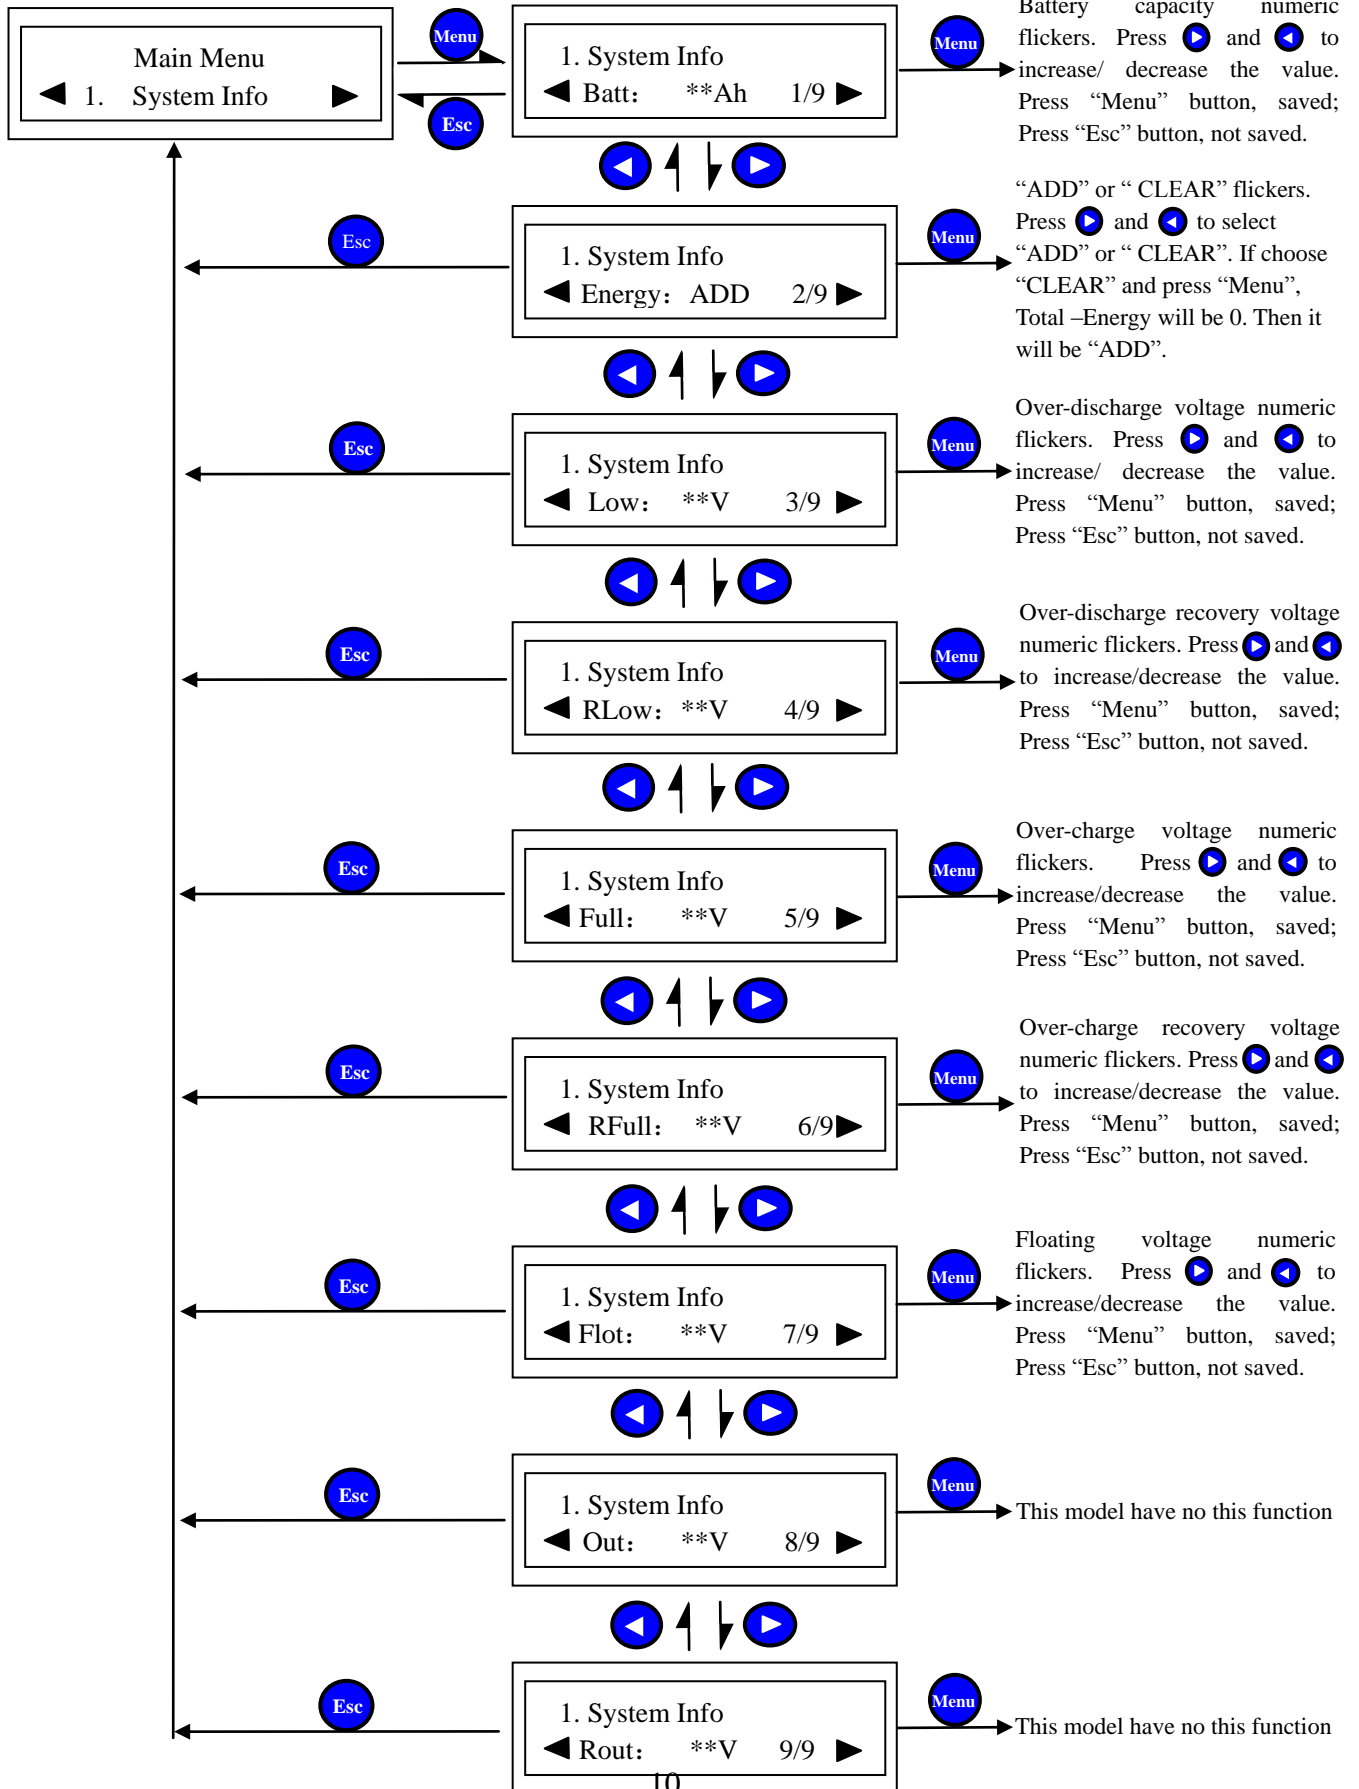 Main Menu
1. System Info
Menu
Esc
1. System Info
Batt: **Ah 1/9
Menu
Battery capacity numeric
flickers. Press and to
increase/ decrease the value.
Press “Menu” button, saved;
Press “Esc” button, not saved.
Esc
1. System Info
Energy: ADD 2/9
Menu
“ADD” or “ CLEAR” flickers.
Press and to select
“ADD” or “ CLEAR”. If choose
“CLEAR” and press “Menu”,
Total –Energy will be 0. Then it
will be “ADD”.
Esc
1. System Info
Low: **V 3/9
Menu
Over-discharge voltage numeric
flickers. Press and to
increase/ decrease the value.
Press “Menu” button, saved;
Press “Esc” button, not saved.
Esc
1. System Info
RLow: **V 4/9
Menu
Over-discharge recovery voltage
numeric flickers. Press and
to increase/decrease the value.
Press “Menu” button, saved;
Press “Esc” button, not saved.
Esc
1. System Info
Full: **V 5/9
Menu
Over-charge voltage numeric
flickers. Press and to
increase/decrease the value.
Press “Menu” button, saved;
Press “Esc” button, not saved.
Esc
1. System Info
RFull: **V 6/9
Menu
Over-charge recovery voltage
numeric flickers. Press and
to increase/decrease the value.
Press “Menu” button, saved;
Press “Esc” button, not saved.
Esc
1. System Info
Flot: **V 7/9
Menu
Floating voltage numeric
flickers. Press and to
increase/decrease the value.
Press “Menu” button, saved;
Press “Esc” button, not saved.
Esc
1. System Info
Out: **V 8/9
Menu
This model have no this function
Esc
1. System Info
Rout: **V 9/9
Menu
This model have no this function
10